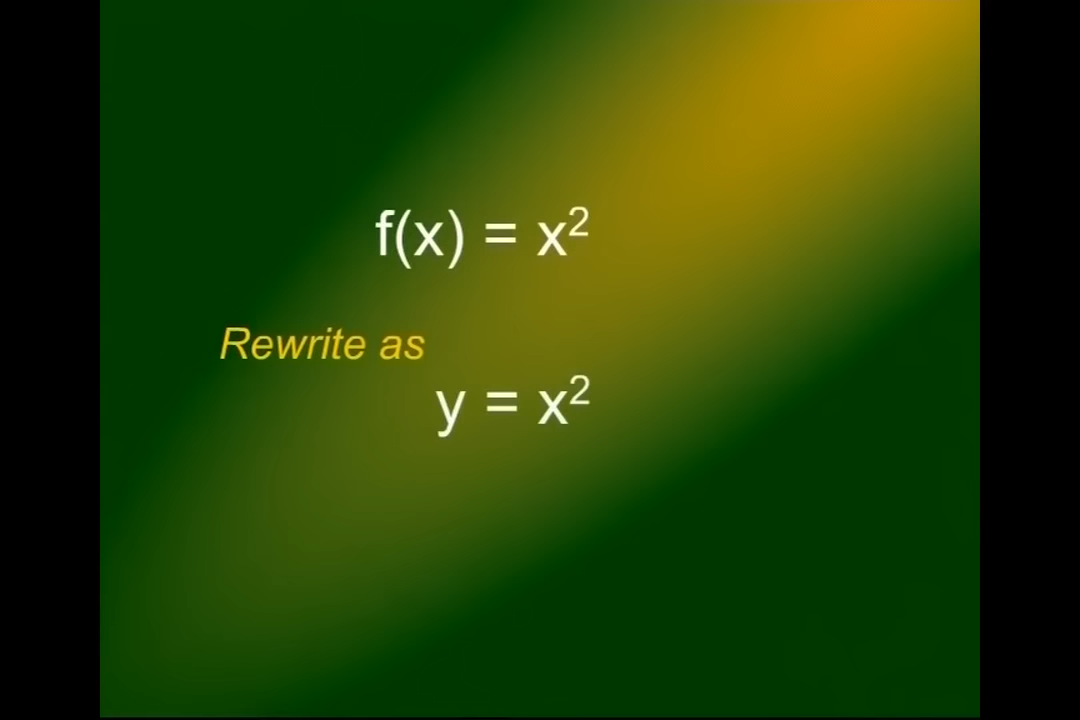 f(x) = x²
Rewrite as
y = x²